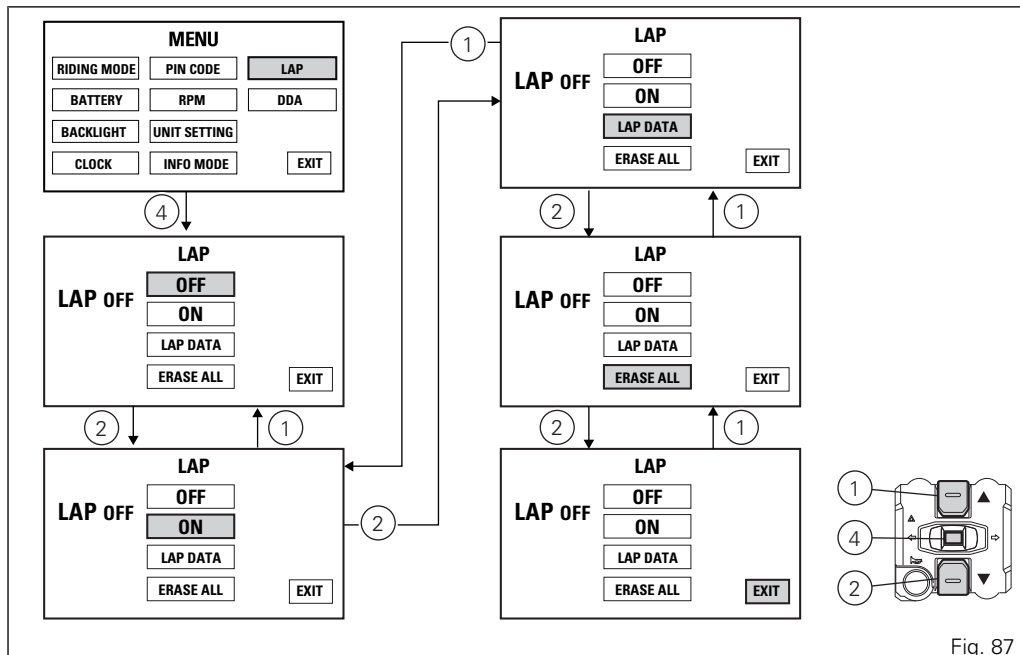 MENU
RIDING MODE PIN CODE LAP
BATTERY RPM DDA
BACKLIGHT UNIT SETTING
CLOCK INFO MODE EXIT
4
LAP
LAP OFF
OFF
ON
LAP DATA
ERASE ALL EXIT
2 1
LAP
LAP OFF
OFF
ON
LAP DATA
ERASE ALL EXIT
1
2
LAP
LAP OFF
OFF
ON
LAP DATA
ERASE ALL EXIT
2 1
LAP
LAP OFF
OFF
ON
LAP DATA
ERASE ALL EXIT
2 1
LAP
LAP OFF
OFF
ON
LAP DATA
ERASE ALL EXIT
1
4
2
Fig. 87